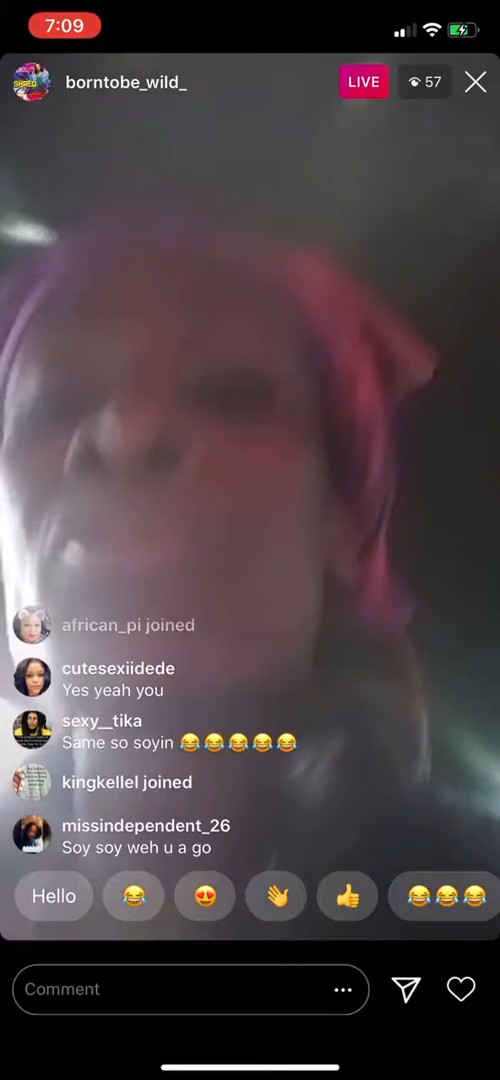 7:09
SHRED
borntobe_wild_
LIVE
57
african_pi joined
cutesexiidede
Yes yeah you
sexy__tika
Same so soyin 😂😂😂😂😂
kingkellel joined
missindependent_26
Soy soy weh u a go
Hello 😂 😍 👋 👍 😂😂😂
Comment